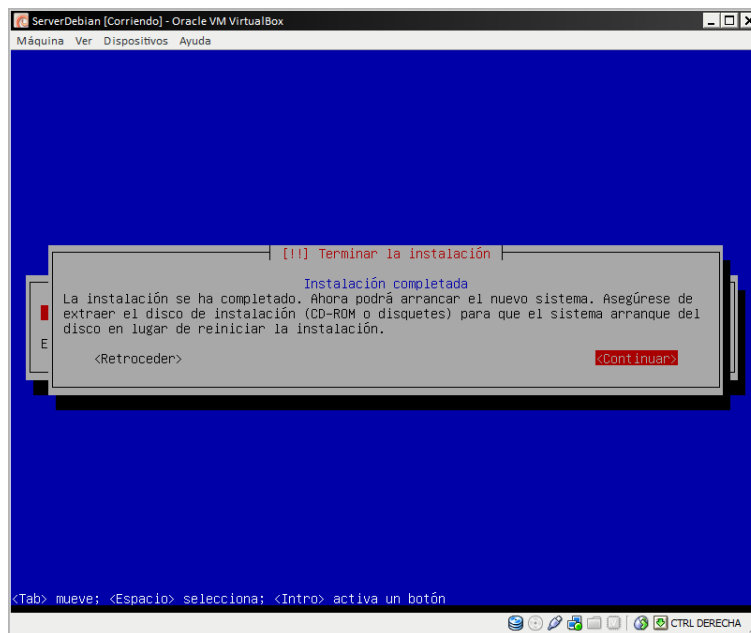 ServerDebian [Corriendo] - Oracle VM VirtualBox
Máquina Ver Dispositivos Ayuda
[!!] Terminar la instalación
Instalación completada
La instalación se ha completado. Ahora podrá arrancar el nuevo sistema. Asegúrese de
extraer el disco de instalación (CD-ROM o disquetes) para que el sistema arranque del
disco en lugar de reiniciar la instalación.
E
<Retroceder> <Continuar>
<Tab> mueve; <Espacio> selecciona; <Intro> activa un botón
CTRL DERECHA